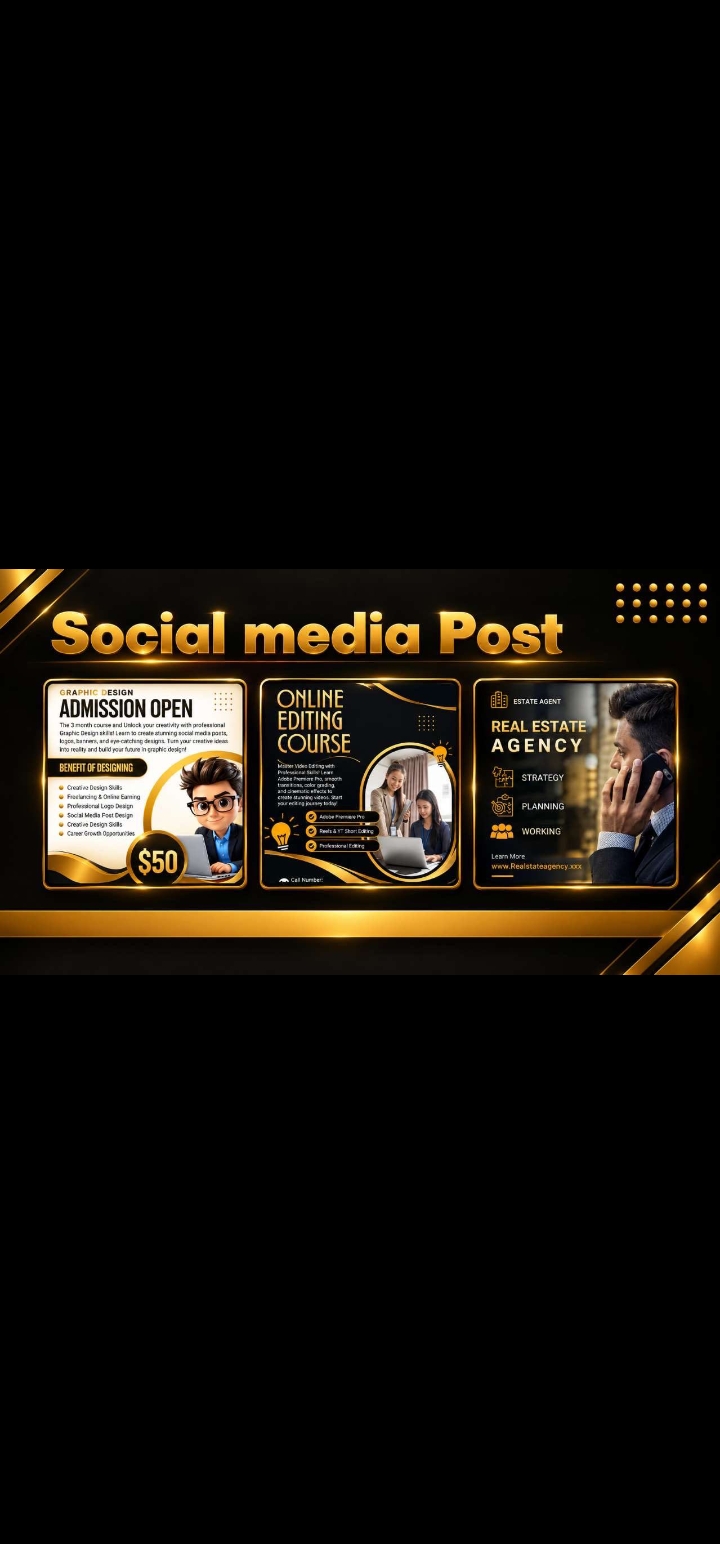 Social media Post
GRAPHIC DESIGN
ADMISSION OPEN
The 3 month course and Unlock your creativity with professional
Graphic Design skills! Learn to create stunning social media posts,
logos, banners, and eye-catching designs. Turn your creative ideas
into reality and build your future in graphic design!
BENEFIT OF DESIGNING
Creative Design Skills
Freelancing & Online Earning
Professional Logo Design
Social Media Post Design
Creative Design Skills
Career Growth Opportunities
$50
ONLINE
EDITING
COURSE
Master Video Editing with
Professional Skills! Learn
Adobe Premiere Pro, smooth
transitions, color grading,
and cinematic effects to
create stunning videos. Start
your editing journey today!
Adobe Premiere Pro
Reels & YT Short Editing
Professional Editing
Call Number:
ESTATE AGENT
REAL ESTATE
AGENCY
STRATEGY
PLANNING
WORKING
Learn More
www.Realstateagency.xxx